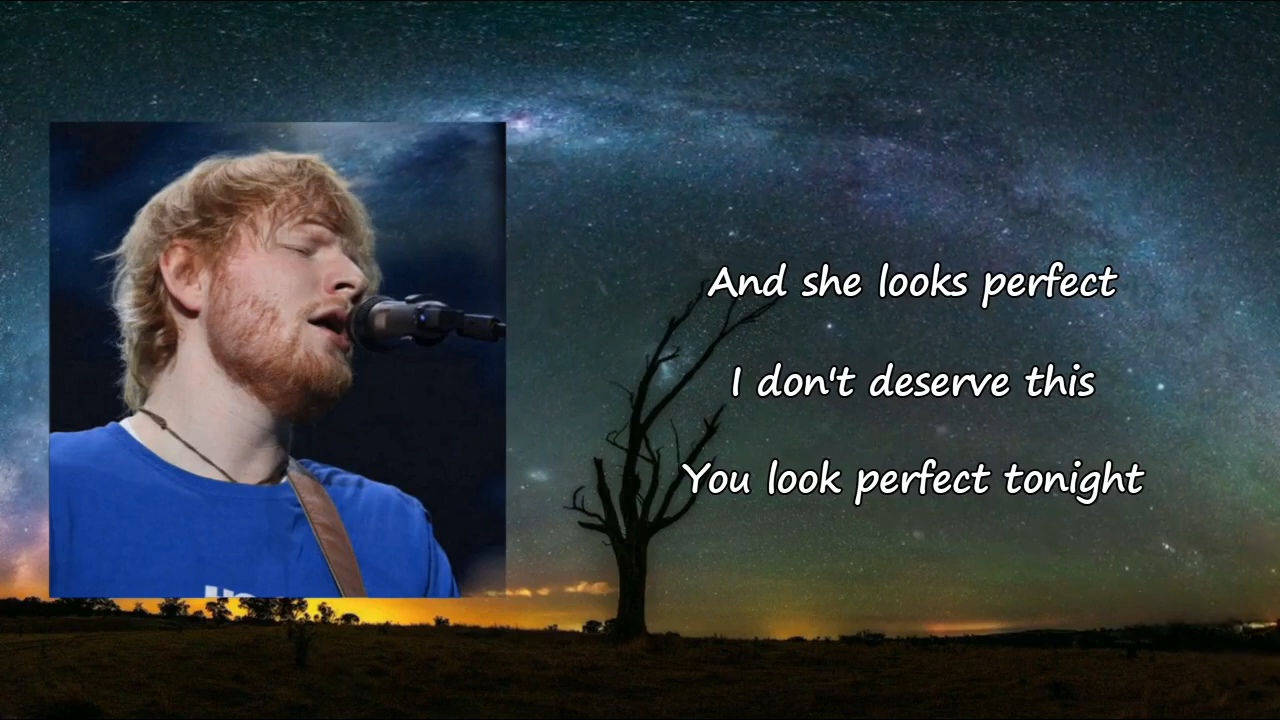 And she looks perfect
I don't deserve this
You look perfect tonight